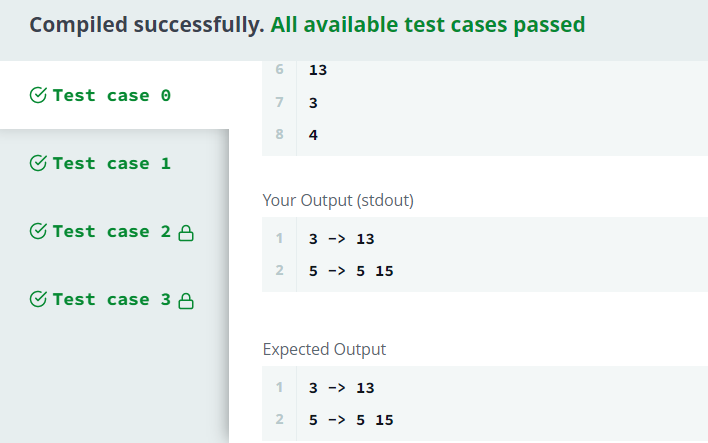 Compiled successfully. All available test cases passed
Test case 0
Test case 1
Test case 2
Test case 3
6 13
7 3
8 4
Your Output (stdout)
1 3 -> 13
2 5 -> 5 15
Expected Output
1 3 -> 13
2 5 -> 5 15